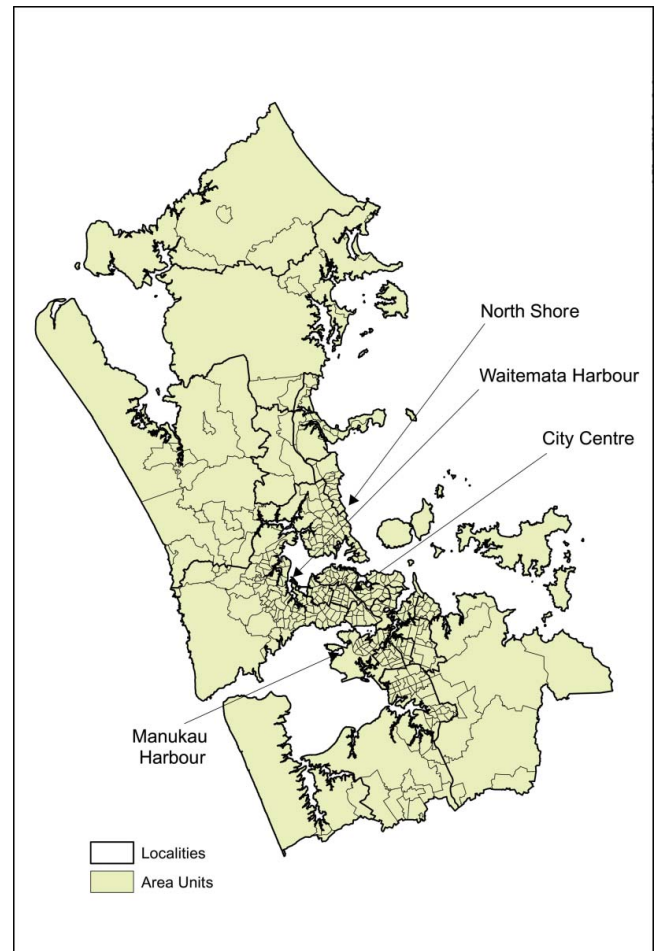 North Shore
Waitemata Harbour
City Centre
Manukau
Harbour
Localities
Area Units